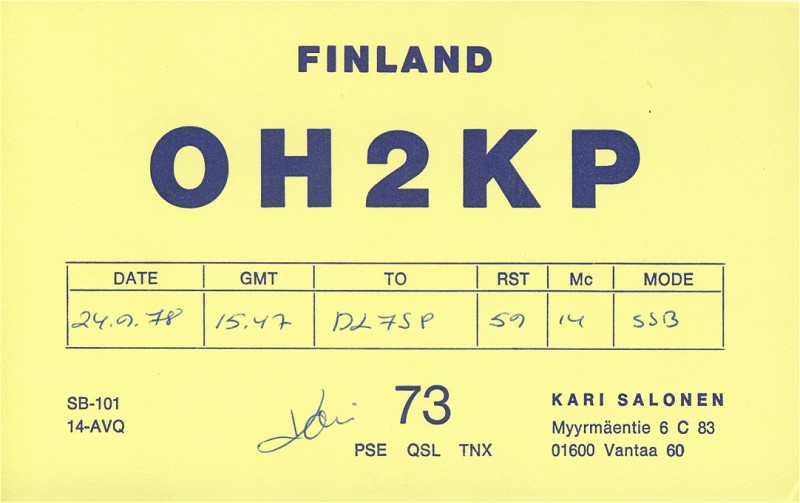 FINLAND
OH2KP
DATE GMT TO RST Mc MODE
24.9.78 15.47 DL7SP 59 14 SSB
SB-101
14-AVQ
Kari
73
PSE QSL TNX
KARI SALONEN
Myyrmäentie 6 C 83
01600 Vantaa 60